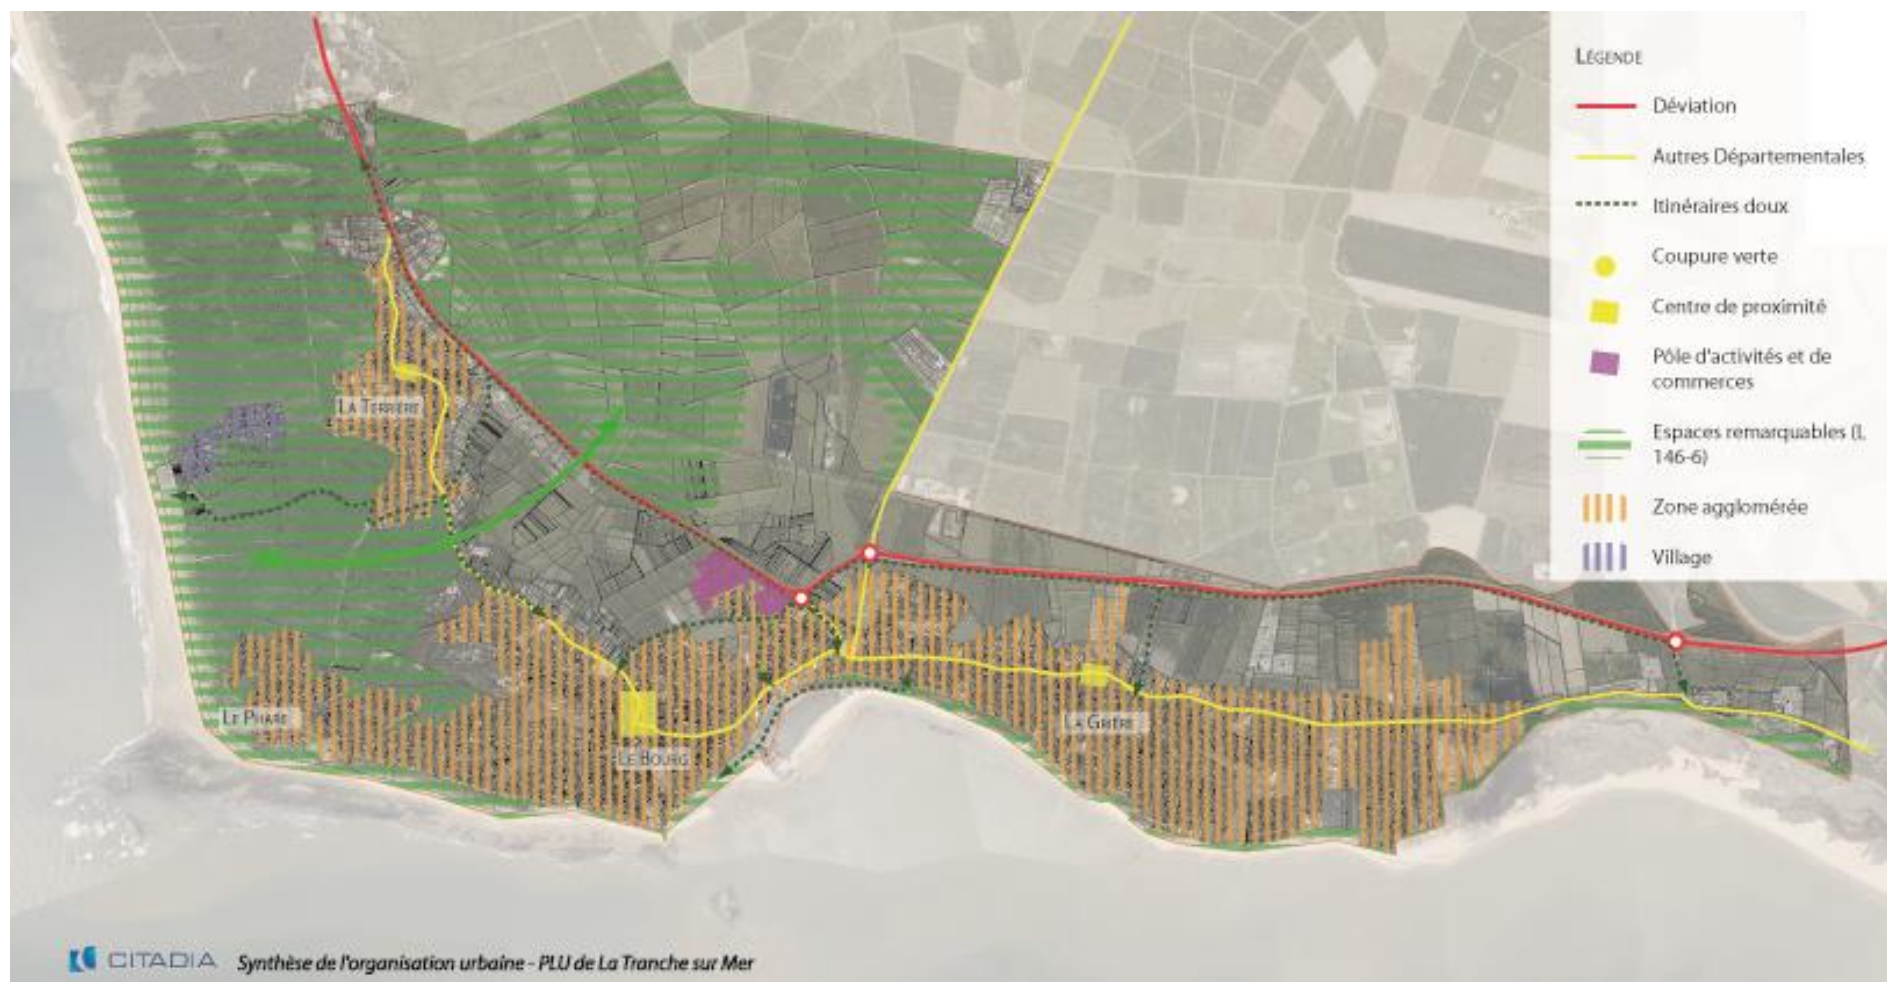 LÉGENDE
Déviation
Autres Départementales
Itinéraires doux
Coupure verte
Centre de proximité
Pôle d'activités et de
commerces
Espaces remarquables (L
146-6)
Zone agglomérée
Village
LA TERRIERE
LE PHARE
LE BOURG
LA GRIERE
CITADIA
Synthèse de l'organisation urbaine - PLU de La Tranche sur Mer